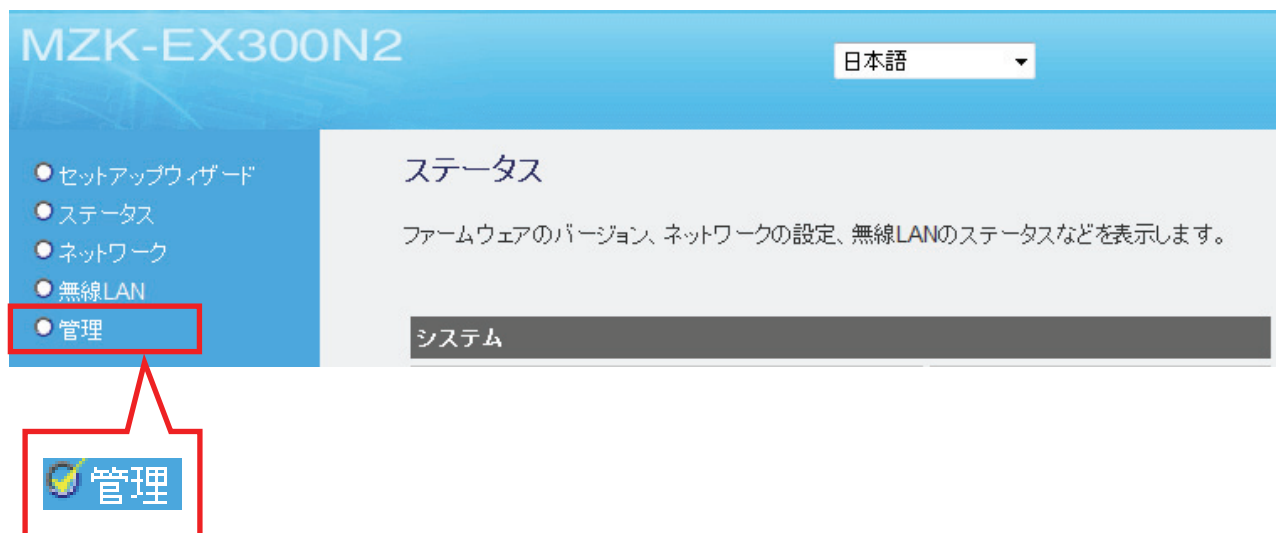 MZK-EX300N2
日本語
セットアップウィザード
ステータス
ネットワーク
無線LAN
管理
ステータス
ファームウェアのバージョン、ネットワークの設定、無線LANのステータスなどを表示します。
システム
管理